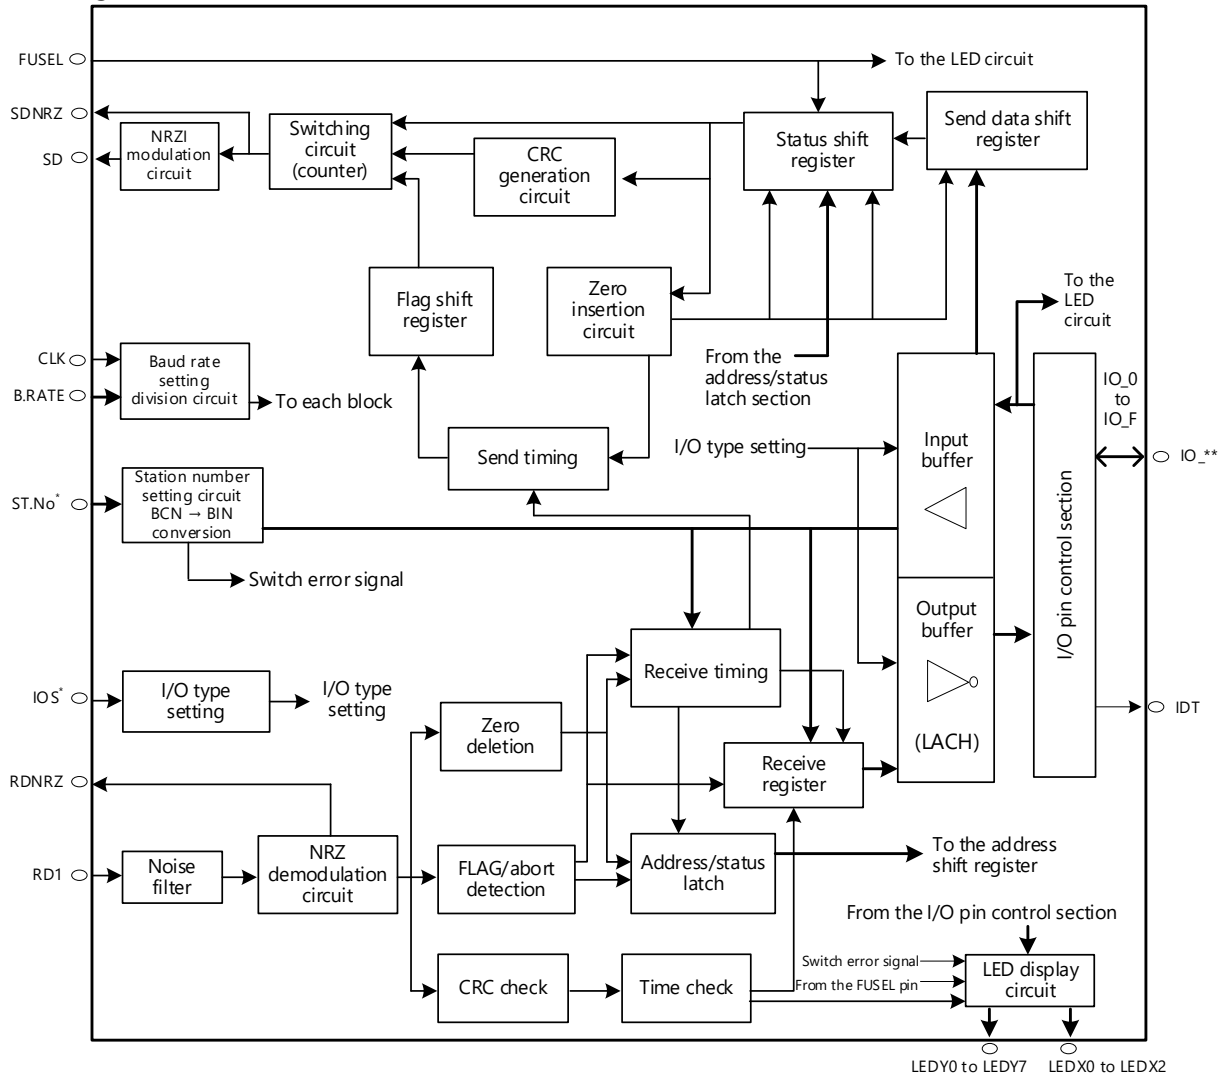 FUSEL
To the LED circuit
SDNRZ
SD
NRZI
modulation
circuit
Switching
circuit
(counter)
CRC
generation
circuit
Status shift
register
Send data shift
register
Flag shift
register
Zero
insertion
circuit
To the
LED
circuit
CLK
B.RATE
Baud rate
setting
division circuit
To each block
From the
address/status
latch section
IO_0
to
IO_F
I/O type setting
Send timing
Input
buffer
I/O pin control section
IO_**
ST.No*
Station number
setting circuit
BCN → BIN
conversion
Switch error signal
Output
buffer
(LACH)
IOS*
I/O type
setting
I/O type
setting
Receive timing
IDT
Zero
deletion
Receive
register
RDNRZ
RD1
Noise
filter
NRZ
demodulation
circuit
FLAG/abort
detection
Address/status
latch
To the address
shift register
From the I/O pin control section
CRC check
Time check
Switch error signal
From the FUSEL pin
LED display
circuit
LEDY0 to LEDY7
LEDX0 to LEDX2